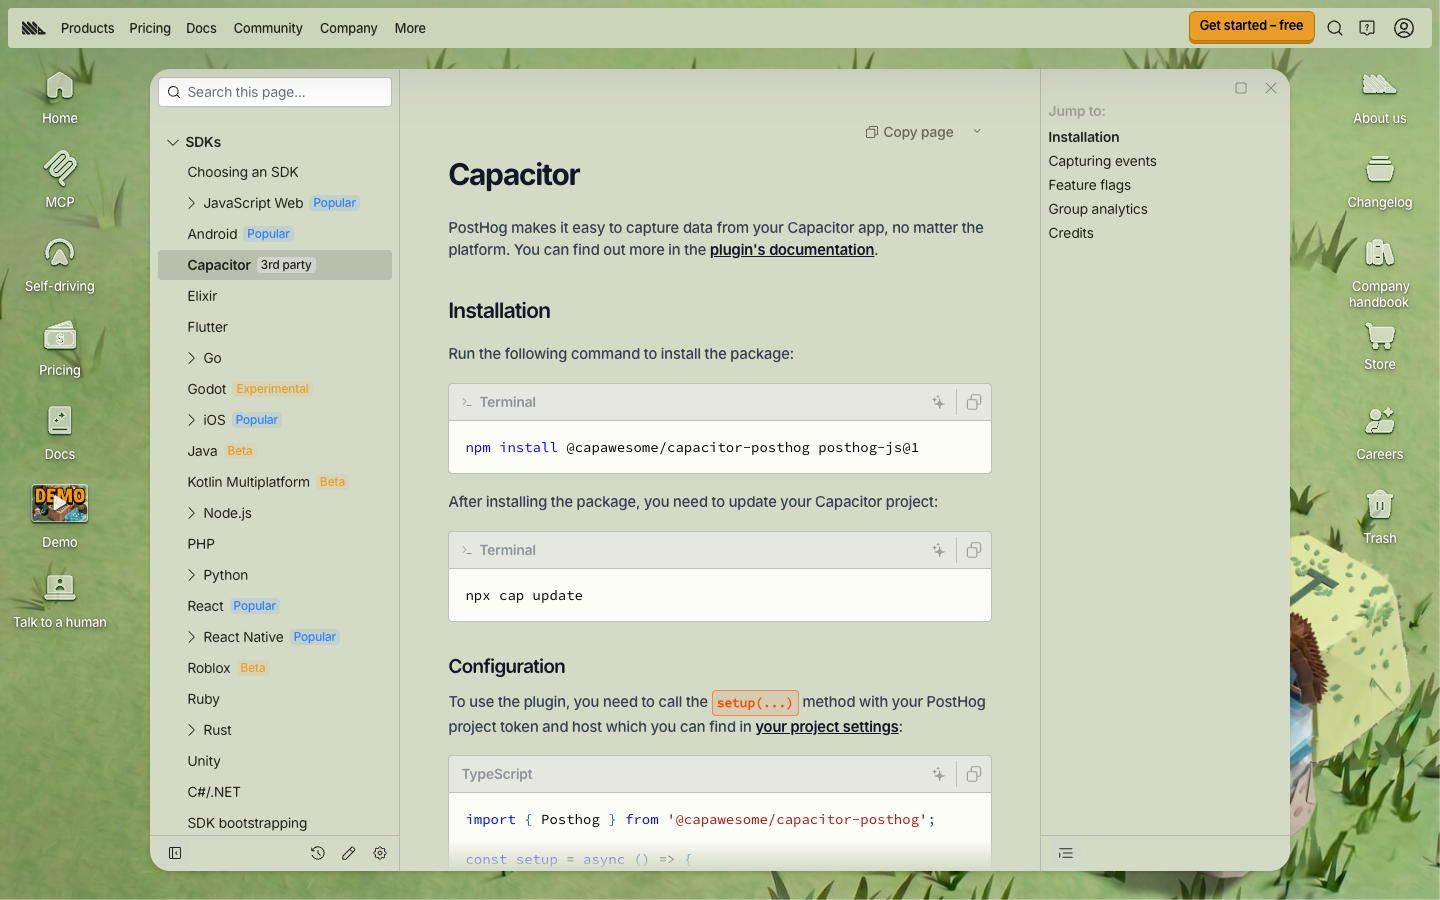 Products Pricing Docs Community Company More
Get started – free
Home
MCP
Self-driving
Pricing
Docs
DEMO
Demo
Talk to a human
Search this page...
SDKs
Choosing an SDK
JavaScript Web Popular
Android Popular
Capacitor 3rd party
Elixir
Flutter
Go
Godot Experimental
iOS Popular
Java Beta
Kotlin Multiplatform Beta
Node.js
PHP
Python
React Popular
React Native Popular
Roblox Beta
Ruby
Rust
Unity
C#/.NET
SDK bootstrapping
Copy page
Capacitor
PostHog makes it easy to capture data from your Capacitor app, no matter the
platform. You can find out more in the plugin's documentation.
Installation
Run the following command to install the package:
Terminal
npm install @capawesome/capacitor-posthog posthog-js@1
After installing the package, you need to update your Capacitor project:
Terminal
npx cap update
Configuration
To use the plugin, you need to call the setup(...) method with your PostHog
project token and host which you can find in your project settings:
TypeScript
import { Posthog } from '@capawesome/capacitor-posthog';
const setup = async () => {
Jump to:
Installation
Capturing events
Feature flags
Group analytics
Credits
About us
Changelog
Company
handbook
Store
Careers
Trash